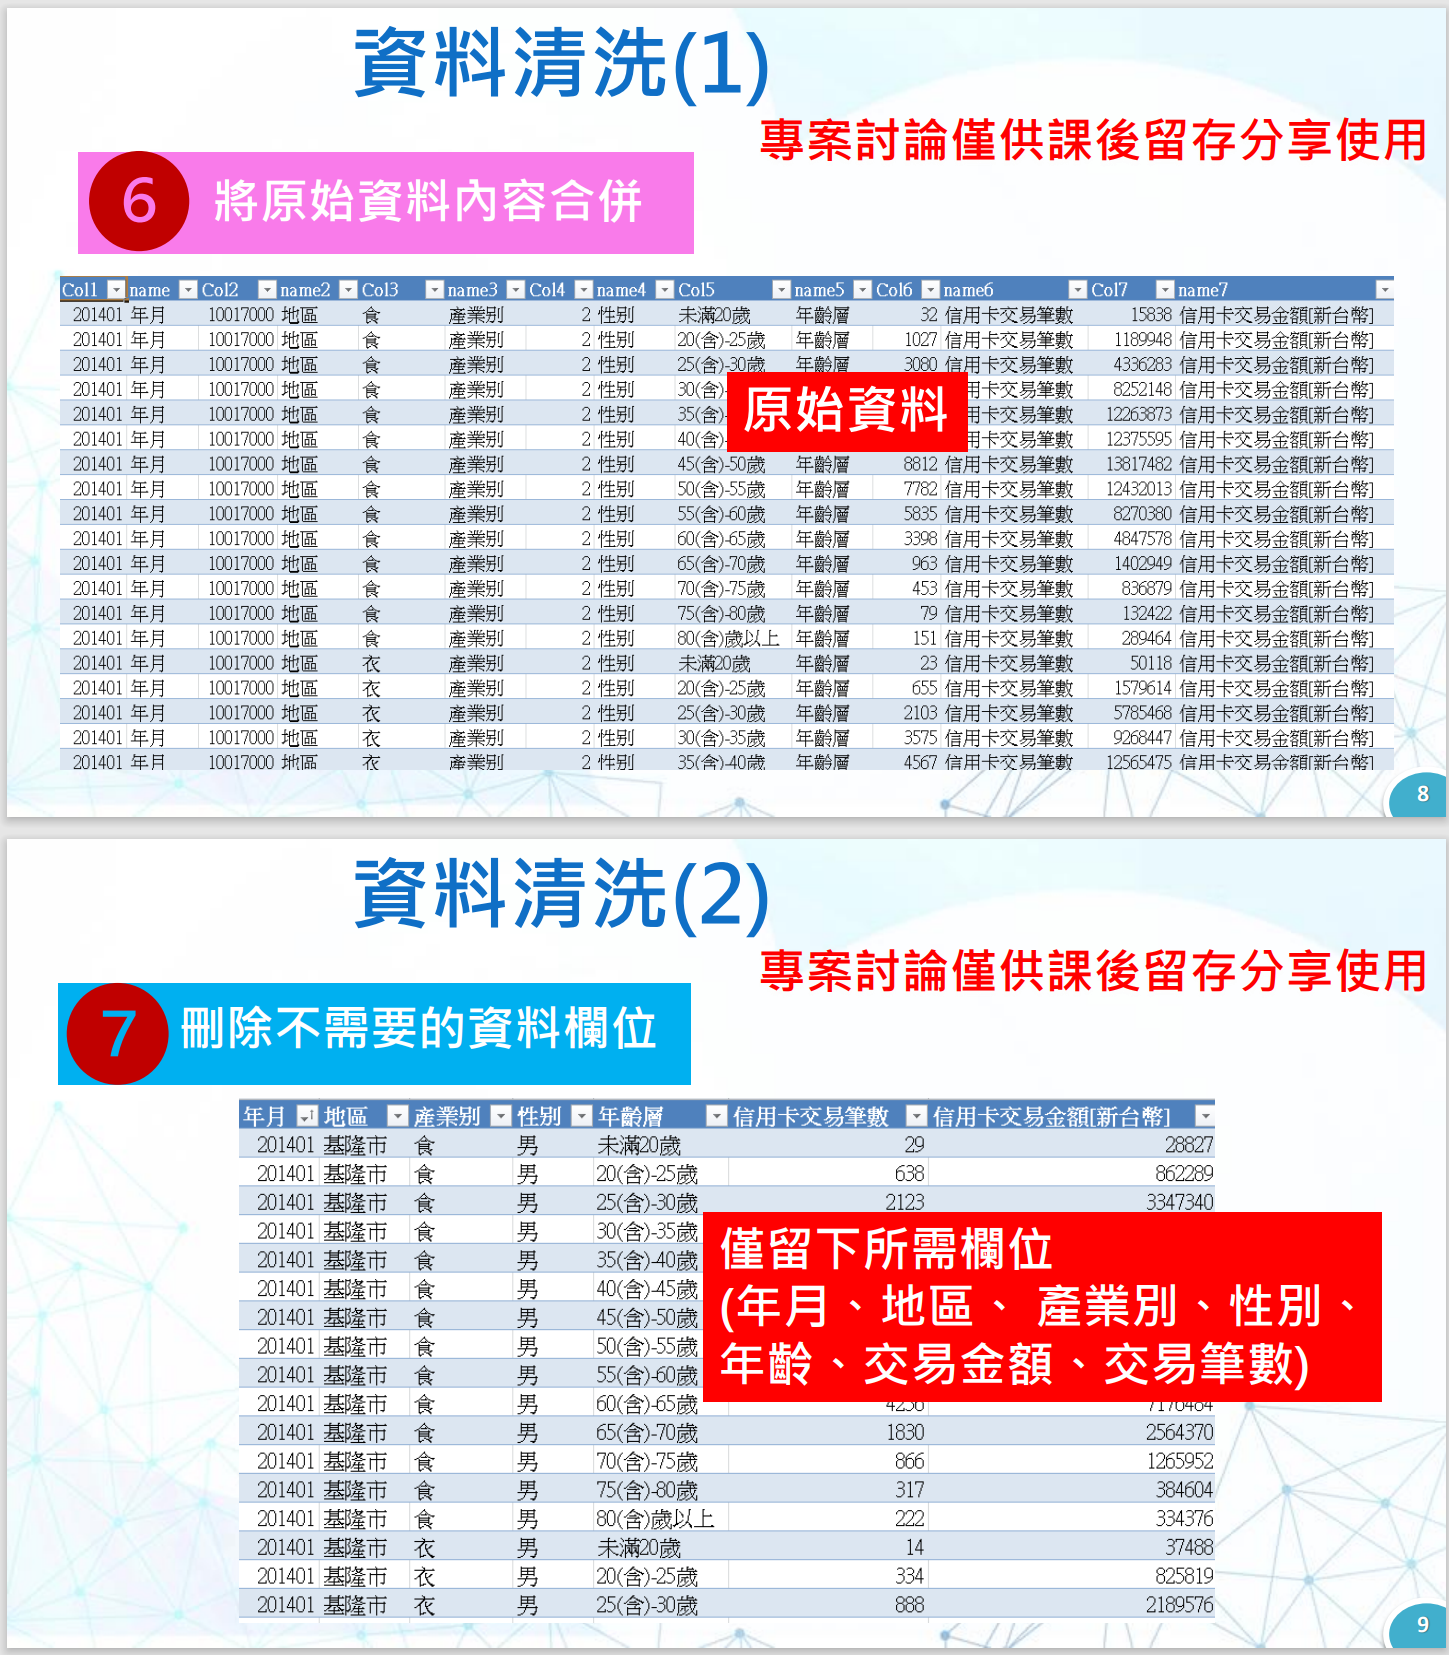 資料清洗(1)
專案討論僅供課後留存分享使用
6 將原始資料內容合併
Col1 name Col2 name2 Col3 name3 Col4 name4 Col5 name5 Col6 name6 Col7 name7
201401 年月 10017000 地區 食 產業別 2 性別 未滿20歲 年齡層 32 信用卡交易筆數 15838 信用卡交易金額[新台幣]
201401 年月 10017000 地區 食 產業別 2 性別 20(含)-25歲 年齡層 1027 信用卡交易筆數 1189948 信用卡交易金額[新台幣]
201401 年月 10017000 地區 食 產業別 2 性別 25(含)-30歲 年齡層 3080 信用卡交易筆數 4336283 信用卡交易金額[新台幣]
201401 年月 10017000 地區 食 產業別 2 性別 30(含)- 用卡交易筆數 8252148 信用卡交易金額[新台幣]
原始資料
201401 年月 10017000 地區 食 產業別 2 性別 35(含)- 用卡交易筆數 12263873 信用卡交易金額[新台幣]
201401 年月 10017000 地區 食 產業別 2 性別 40(含)- 用卡交易筆數 12375595 信用卡交易金額[新台幣]
201401 年月 10017000 地區 食 產業別 2 性別 45(含)-50歲 年齡層 8812 信用卡交易筆數 13817482 信用卡交易金額[新台幣]
201401 年月 10017000 地區 食 產業別 2 性別 50(含)-55歲 年齡層 7782 信用卡交易筆數 12432013 信用卡交易金額[新台幣]
201401 年月 10017000 地區 食 產業別 2 性別 55(含)-60歲 年齡層 5835 信用卡交易筆數 8270380 信用卡交易金額[新台幣]
201401 年月 10017000 地區 食 產業別 2 性別 60(含)-65歲 年齡層 3398 信用卡交易筆數 4847578 信用卡交易金額[新台幣]
201401 年月 10017000 地區 食 產業別 2 性別 65(含)-70歲 年齡層 963 信用卡交易筆數 1402949 信用卡交易金額[新台幣]
201401 年月 10017000 地區 食 產業別 2 性別 70(含)-75歲 年齡層 453 信用卡交易筆數 836879 信用卡交易金額[新台幣]
201401 年月 10017000 地區 食 產業別 2 性別 75(含)-80歲 年齡層 79 信用卡交易筆數 132422 信用卡交易金額[新台幣]
201401 年月 10017000 地區 食 產業別 2 性別 80(含)歲以上 年齡層 151 信用卡交易筆數 289464 信用卡交易金額[新台幣]
201401 年月 10017000 地區 衣 產業別 2 性別 未滿20歲 年齡層 23 信用卡交易筆數 50118 信用卡交易金額[新台幣]
201401 年月 10017000 地區 衣 產業別 2 性別 20(含)-25歲 年齡層 655 信用卡交易筆數 1579614 信用卡交易金額[新台幣]
201401 年月 10017000 地區 衣 產業別 2 性別 25(含)-30歲 年齡層 2103 信用卡交易筆數 5785468 信用卡交易金額[新台幣]
201401 年月 10017000 地區 衣 產業別 2 性別 30(含)-35歲 年齡層 3575 信用卡交易筆數 9268447 信用卡交易金額[新台幣]
201401 年月 10017000 地區 衣 產業別 2 性別 35(含)-40歲 年齡層 4567 信用卡交易筆數 12565475 信用卡交易金額[新台幣]
8
資料清洗(2)
專案討論僅供課後留存分享使用
7 刪除不需要的資料欄位
年月 地區 產業別 性別 年齡層 信用卡交易筆數 信用卡交易金額[新台幣]
201401 基隆市 食 男 未滿20歲 29 28827
201401 基隆市 食 男 20(含)-25歲 638 862289
201401 基隆市 食 男 25(含)-30歲 2123 3347340
201401 基隆市 食 男 30(含)-35歲
201401 基隆市 食 男 35(含)-40歲
201401 基隆市 食 男 40(含)-45歲
201401 基隆市 食 男 45(含)-50歲
201401 基隆市 食 男 50(含)-55歲
201401 基隆市 食 男 55(含)-60歲
僅留下所需欄位
(年月、地區、 產業別、性別、
年齡、交易金額、交易筆數)
201401 基隆市 食 男 60(含)-65歲
201401 基隆市 食 男 65(含)-70歲 1830 2564370
201401 基隆市 食 男 70(含)-75歲 866 1265952
201401 基隆市 食 男 75(含)-80歲 317 384604
201401 基隆市 食 男 80(含)歲以上 222 334376
201401 基隆市 衣 男 未滿20歲 14 37488
201401 基隆市 衣 男 20(含)-25歲 334 825819
201401 基隆市 衣 男 25(含)-30歲 888 2189576
9